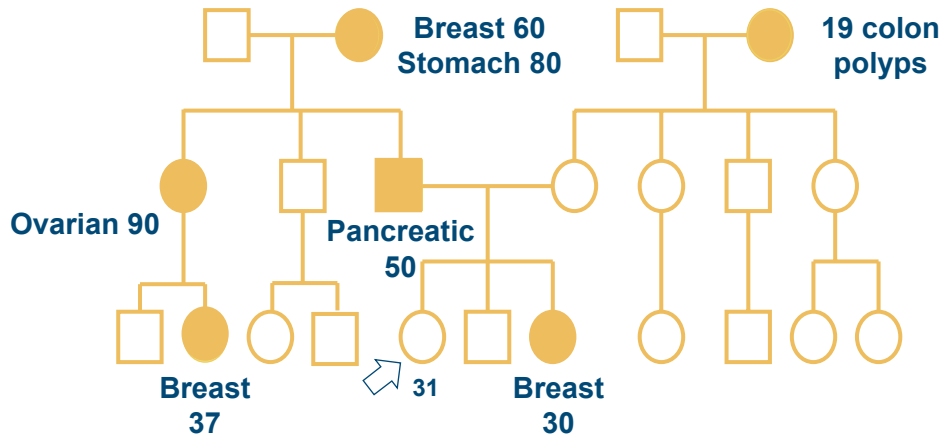 Breast 60
Stomach 80
19 colon
polyps
Ovarian 90
Pancreatic
50
Breast
37
31
Breast
30